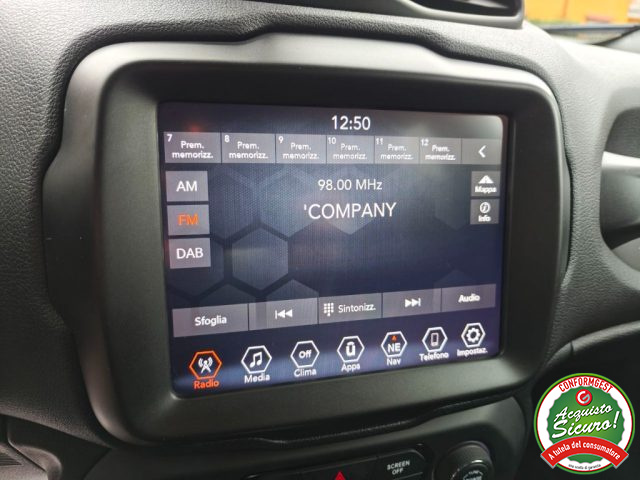 12:50
7 Prem. memorizz.
8 Prem. memorizz.
9 Prem. memorizz.
10 Prem. memorizz.
11 Prem. memorizz.
12 Prem. memorizz.
AM
98.00 MHz
Mappa
FM
'COMPANY
Info
DAB
Sfoglia
Sintonizz.
Audio
Off
NE
Radio
Media
Clima
Apps
Nav
Telefono
Impostaz.
SCREEN OFF
CONFORMGEST
Acquisto
Sicuro!
A tutela del consumatore